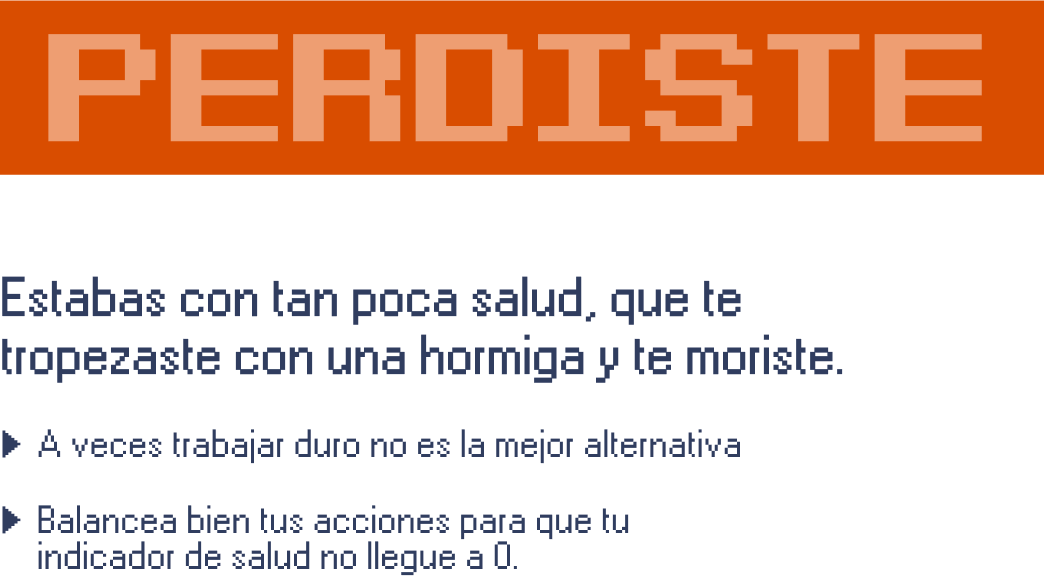 PERDISTE
Estabas con tan poca salud, que te
tropezaste con una hormiga y te moriste.
A veces trabajar duro no es la mejor alternativa
Balancea bien tus acciones para que tu
indicador de salud no llegue a 0.